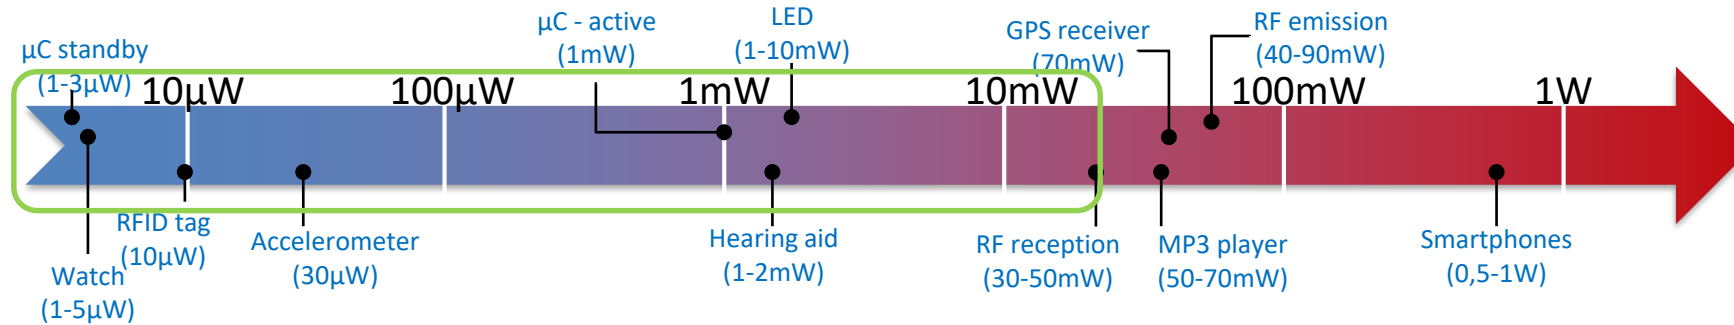 µC standby
(1-3µW)
µC - active
(1mW)
LED
(1-10mW)
GPS receiver
(70mW)
RF emission
(40-90mW)
10µW
100µW
1mW
10mW
100mW
1W
Watch
(1-5µW)
RFID tag
(10µW)
Accelerometer
(30µW)
Hearing aid
(1-2mW)
RF reception
(30-50mW)
MP3 player
(50-70mW)
Smartphones
(0,5-1W)